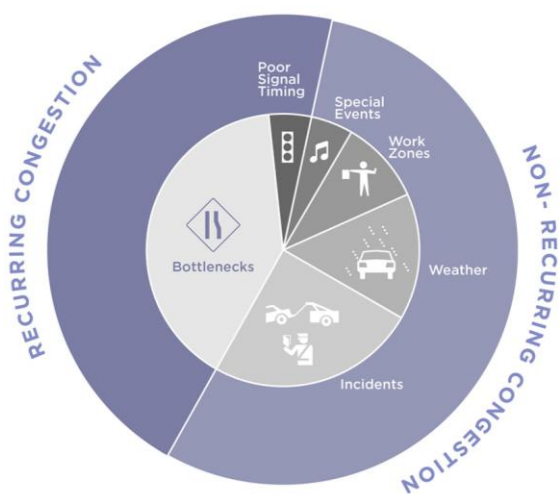 RECURRING CONGESTION
Poor
Signal
Timing
Special
Events
Work
Zones
NON- RECURRING CONGESTION
Bottlenecks
Weather
Incidents